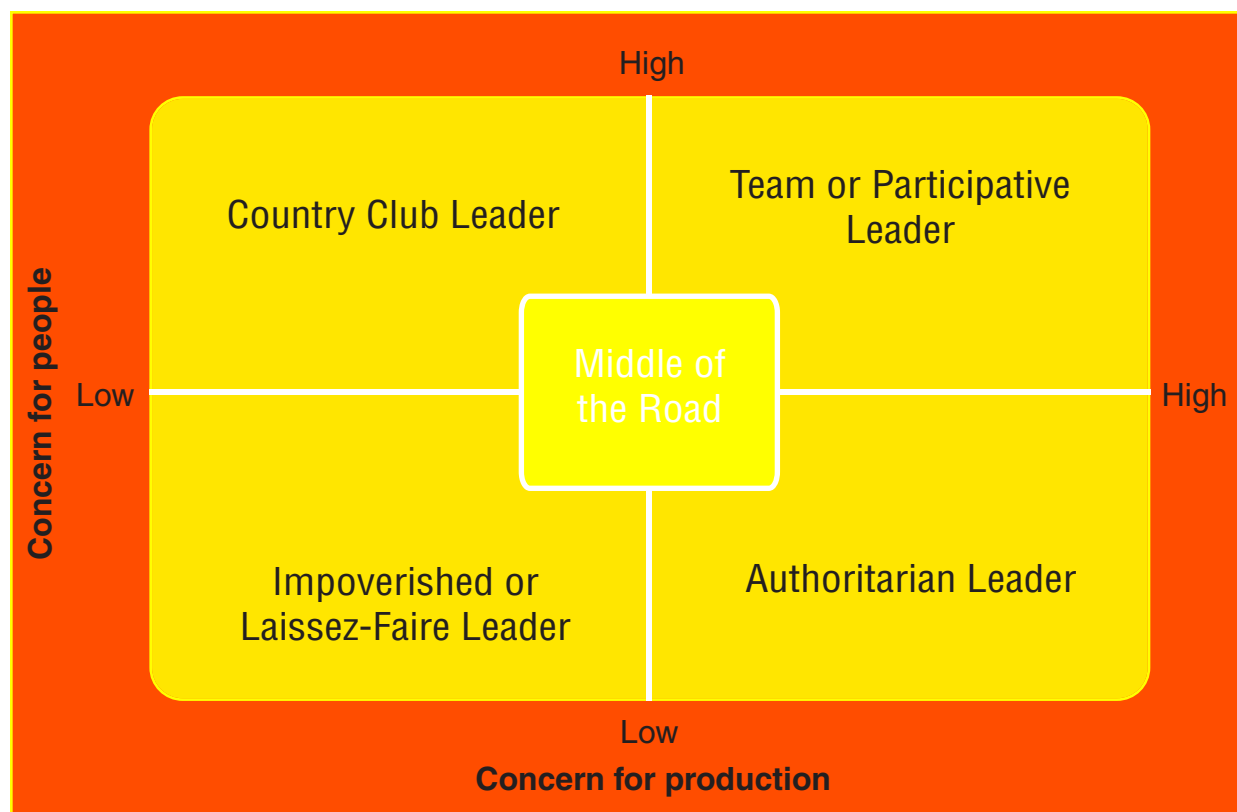 High
Country Club Leader
Team or Participative
Leader
Concern for people
Low
Middle of
the Road
High
Impoverished or
Laissez-Faire Leader
Authoritarian Leader
Low
Concern for production